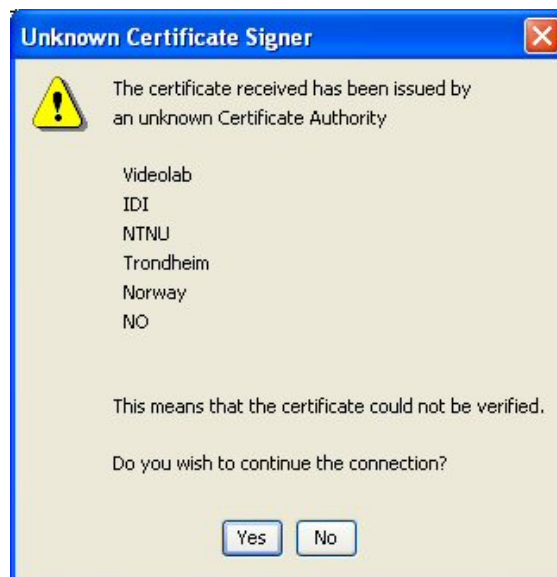 Unknown Certificate Signer
The certificate received has been issued by
an unknown Certificate Authority
Videolab
IDI
NTNU
Trondheim
Norway
NO
This means that the certificate could not be verified.
Do you wish to continue the connection?
Yes No